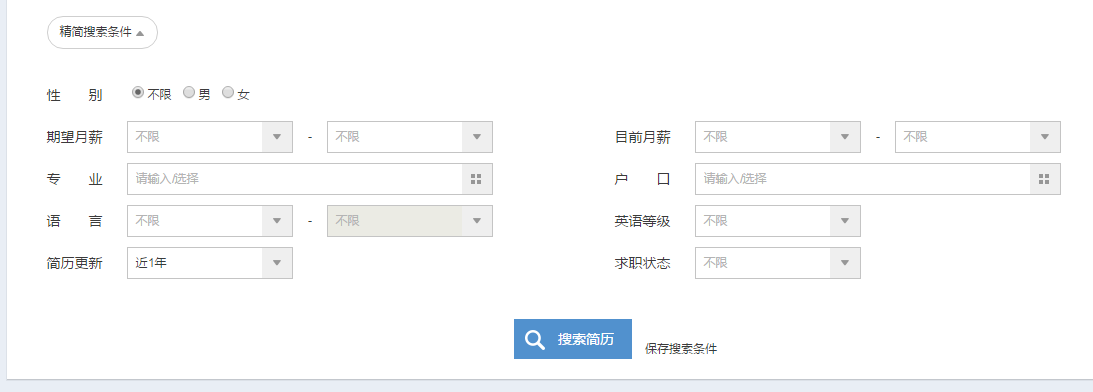 精简搜索条件
性 别 不限 男 女
期望月薪 不限 - 不限 目前月薪 不限 - 不限
专 业 请输入/选择 户 口 请输入/选择
语 言 不限 - 不限 英语等级 不限
简历更新 近1年 求职状态 不限
搜索简历 保存搜索条件